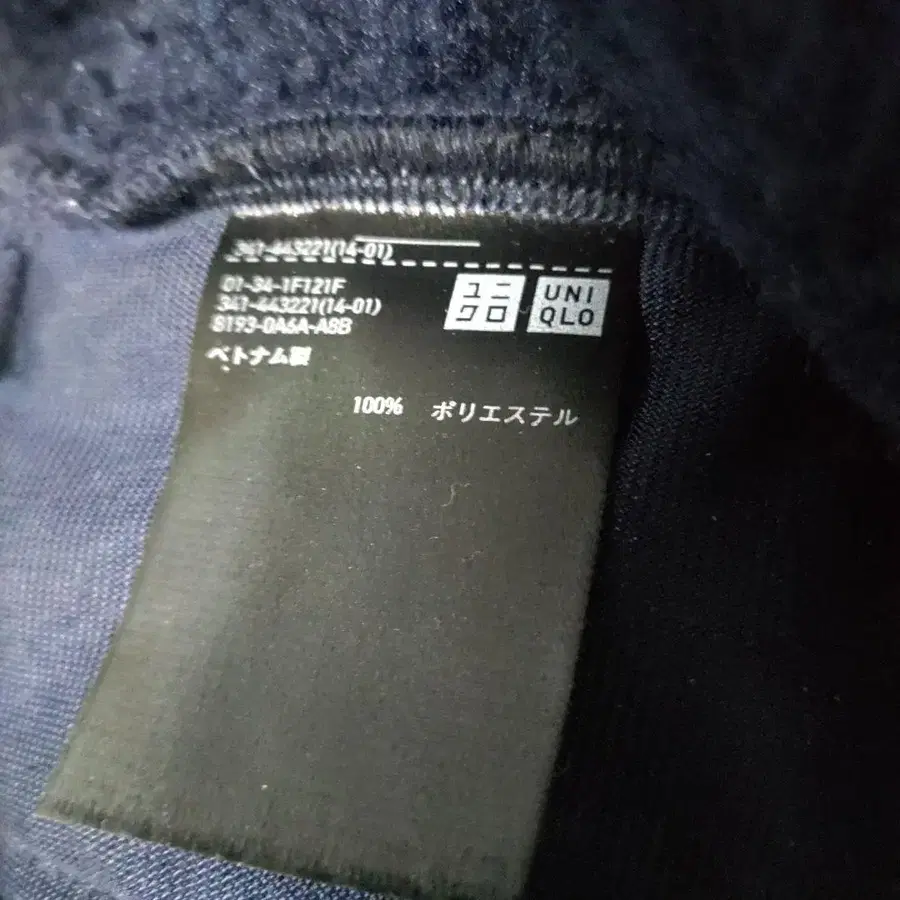 341-443221(14-01)
01-34-1F121F
341-443221(14-01)
8193-0A6A-A8B
ベトナム製
ユニ
クロ
UNI
QLO
100% ポリエステル